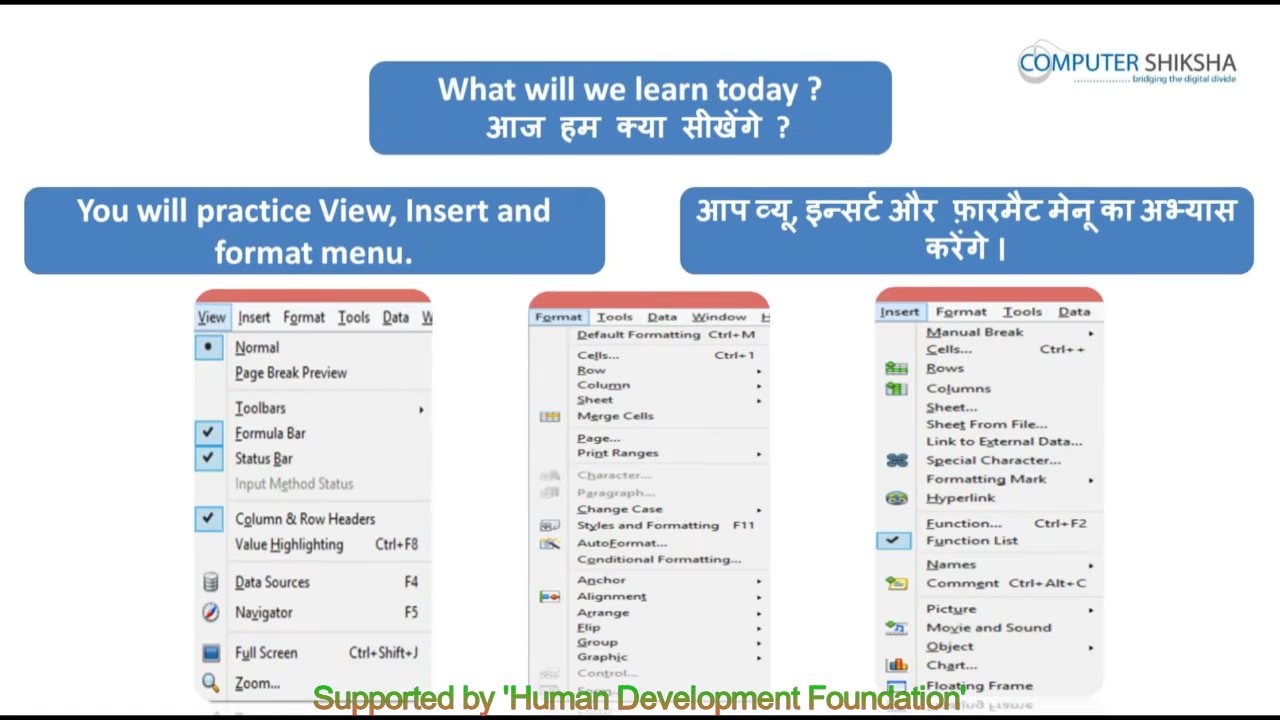 COMPUTER SHIKSHA
bridging the digital divide
What will we learn today ?
आज हम क्या सीखेंगे ?
You will practice View, Insert and
format menu.
आप व्यू, इन्सर्ट और फ़ारमैट मेनू का अभ्यास
करेंगे ।
View Insert Format Tools Data W
Normal
Page Break Preview
Toolbars
Formula Bar
Status Bar
Input Method Status
Column & Row Headers
Value Highlighting Ctrl+F8
Data Sources F4
Navigator F5
Full Screen Ctrl+Shift+J
Zoom...
Format Tools Data Window H
Default Formatting Ctrl+M
Cells... Ctrl+1
Row
Column
Sheet
Merge Cells
Page...
Print Ranges
Character...
Paragraph...
Change Case
Styles and Formatting F11
AutoFormat...
Conditional Formatting...
Anchor
Alignment
Arrange
Flip
Group
Graphic
Control...
Insert Format Tools Data
Manual Break
Cells... Ctrl++
Rows
Columns
Sheet...
Sheet From File...
Link to External Data...
Special Character...
Formatting Mark
Hyperlink
Function... Ctrl+F2
Function List
Names
Comment Ctrl+Alt+C
Picture
Movie and Sound
Object
Chart...
Floating Frame
Supported by 'Human Development Foundation'